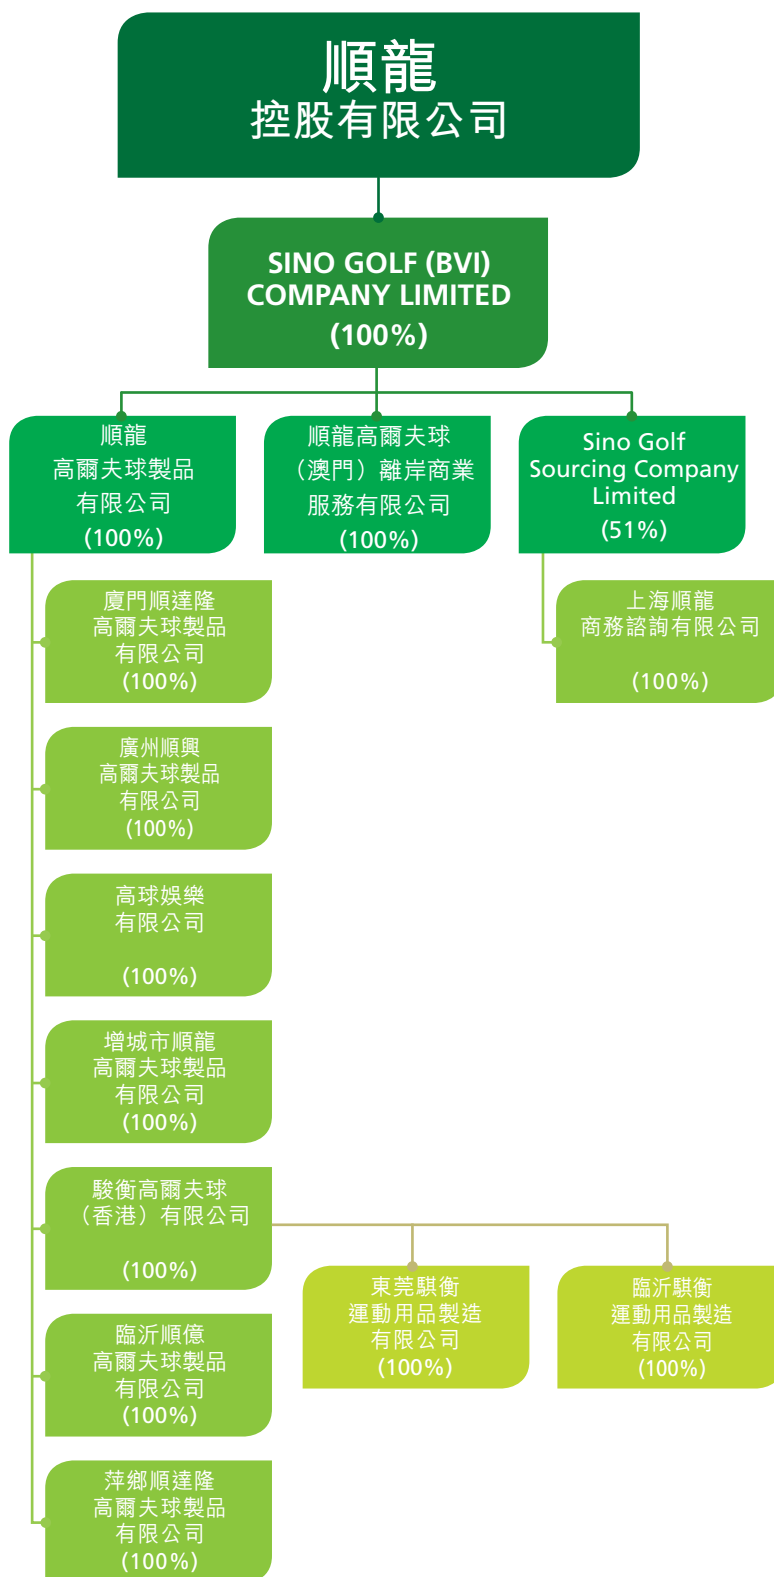 順龍
控股有限公司
SINO GOLF (BVI)
COMPANY LIMITED
(100%)
順龍
高爾夫球製品
有限公司
(100%)
順龍高爾夫球
（澳門）離岸商業
服務有限公司
(100%)
Sino Golf
Sourcing Company
Limited
(51%)
廈門順達隆
高爾夫球製品
有限公司
(100%)
上海順龍
商務諮詢有限公司
(100%)
廣州順興
高爾夫球製品
有限公司
(100%)
高球娛樂
有限公司
(100%)
增城市順龍
高爾夫球製品
有限公司
(100%)
駿衡高爾夫球
（香港）有限公司
(100%)
東莞騏衡
運動用品製造
有限公司
(100%)
臨沂騏衡
運動用品製造
有限公司
(100%)
臨沂順億
高爾夫球製品
有限公司
(100%)
萍鄉順達隆
高爾夫球製品
有限公司
(100%)